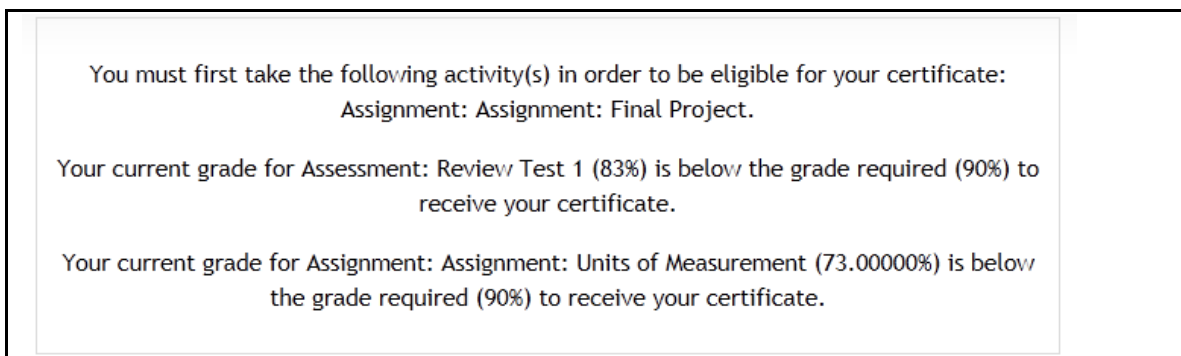 You must first take the following activity(s) in order to be eligible for your certificate:
Assignment: Assignment: Final Project.
Your current grade for Assessment: Review Test 1 (83%) is below the grade required (90%) to
receive your certificate.
Your current grade for Assignment: Assignment: Units of Measurement (73.00000%) is below
the grade required (90%) to receive your certificate.